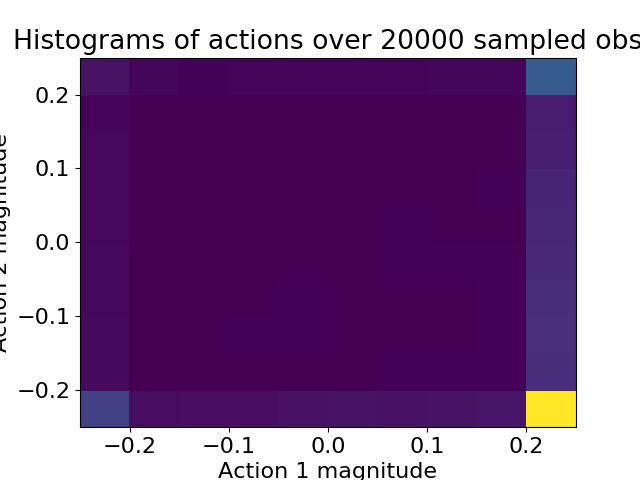 Histograms of actions over 20000 sampled obs
0.2
0.1
0.0
−0.1
−0.2
Action 2 magnitude
−0.2 −0.1 0.0 0.1 0.2
Action 1 magnitude